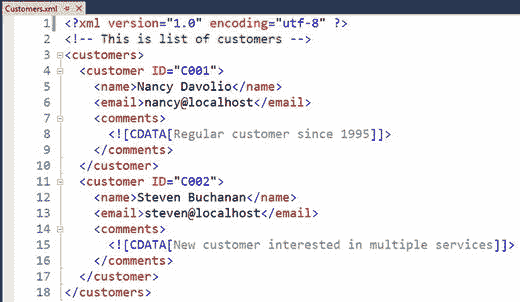 Customers.xml
1 <?xml version="1.0" encoding="utf-8" ?>
2 <!-- This is list of customers -->
3 <customers>
4 <customer ID="C001">
5 <name>Nancy Davolio</name>
6 <email>nancy@localhost</email>
7 <comments>
8 <![CDATA[Regular customer since 1995]]>
9 </comments>
10 </customer>
11 <customer ID="C002">
12 <name>Steven Buchanan</name>
13 <email>steven@localhost</email>
14 <comments>
15 <![CDATA[New customer interested in multiple services]]>
16 </comments>
17 </customer>
18 </customers>